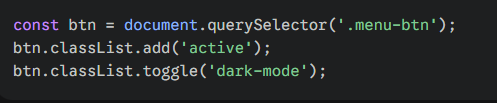 const btn = document.querySelector('.menu-btn');
btn.classList.add('active');
btn.classList.toggle('dark-mode');